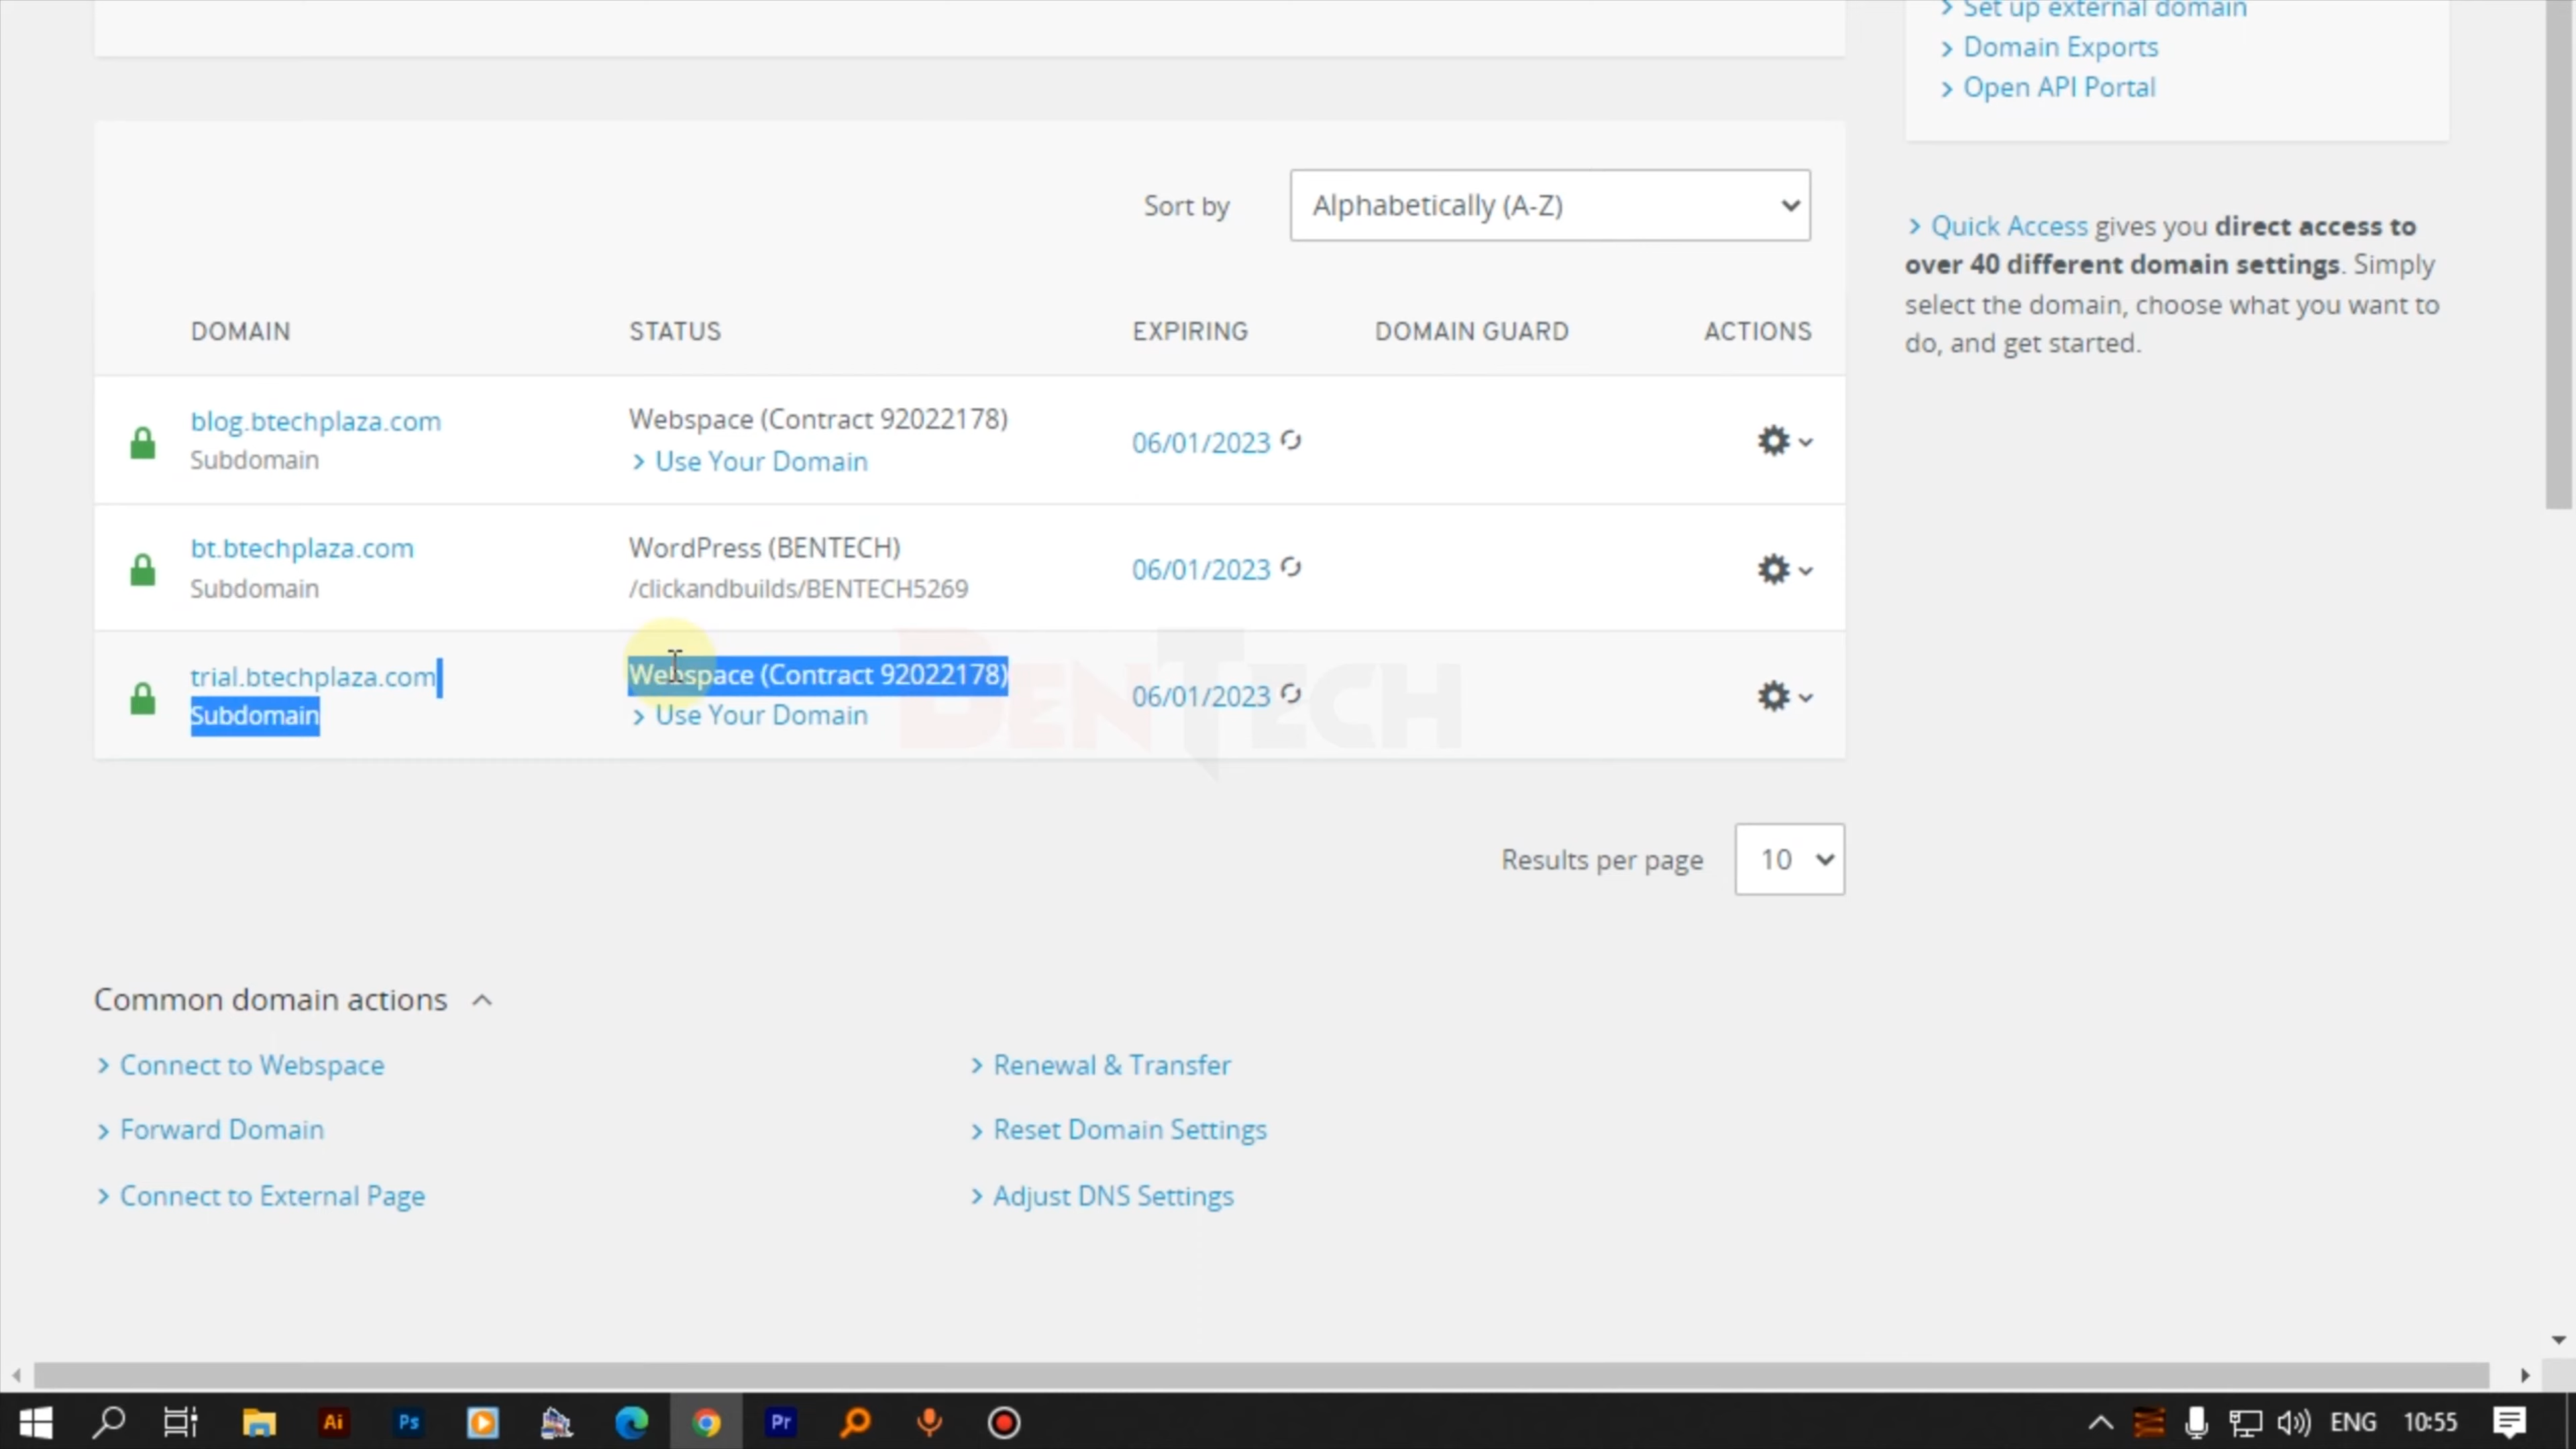 Set up external domain
Domain Exports
Open API Portal
Sort by
Alphabetically (A-Z)
Quick Access gives you direct access to
over 40 different domain settings. Simply
select the domain, choose what you want to
do, and get started.
DOMAIN STATUS EXPIRING DOMAIN GUARD ACTIONS
blog.btechplaza.com
Subdomain
Webspace (Contract 92022178)
Use Your Domain
06/01/2023
bt.btechplaza.com
Subdomain
WordPress (BENTECH)
/clickandbuilds/BENTECH5269
06/01/2023
trial.btechplaza.com
Subdomain
Webspace (Contract 92022178)
Use Your Domain
06/01/2023
BENTECH
Results per page
10
Common domain actions
Connect to Webspace
Forward Domain
Connect to External Page
Renewal & Transfer
Reset Domain Settings
Adjust DNS Settings
Ai
Ps
Pr
ENG
10:55